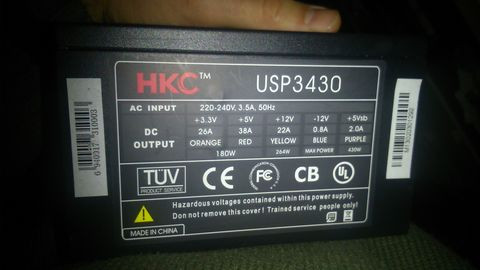 HKC™ USP3430
AC INPUT 220-240V, 3.5A, 50Hz
DC OUTPUT +3.3V +5V +12V -12V +5Vsb
26A 38A 22A 0.8A 2.0A
ORANGE RED YELLOW BLUE PURPLE
180W 264W MAX POWER 430W
TÜV PRODUCT SERVICE CE FC CB UL
Hazardous voltages contained within this power supply.
Don not remove this cover ! Trained service people only.
MADE IN CHINA